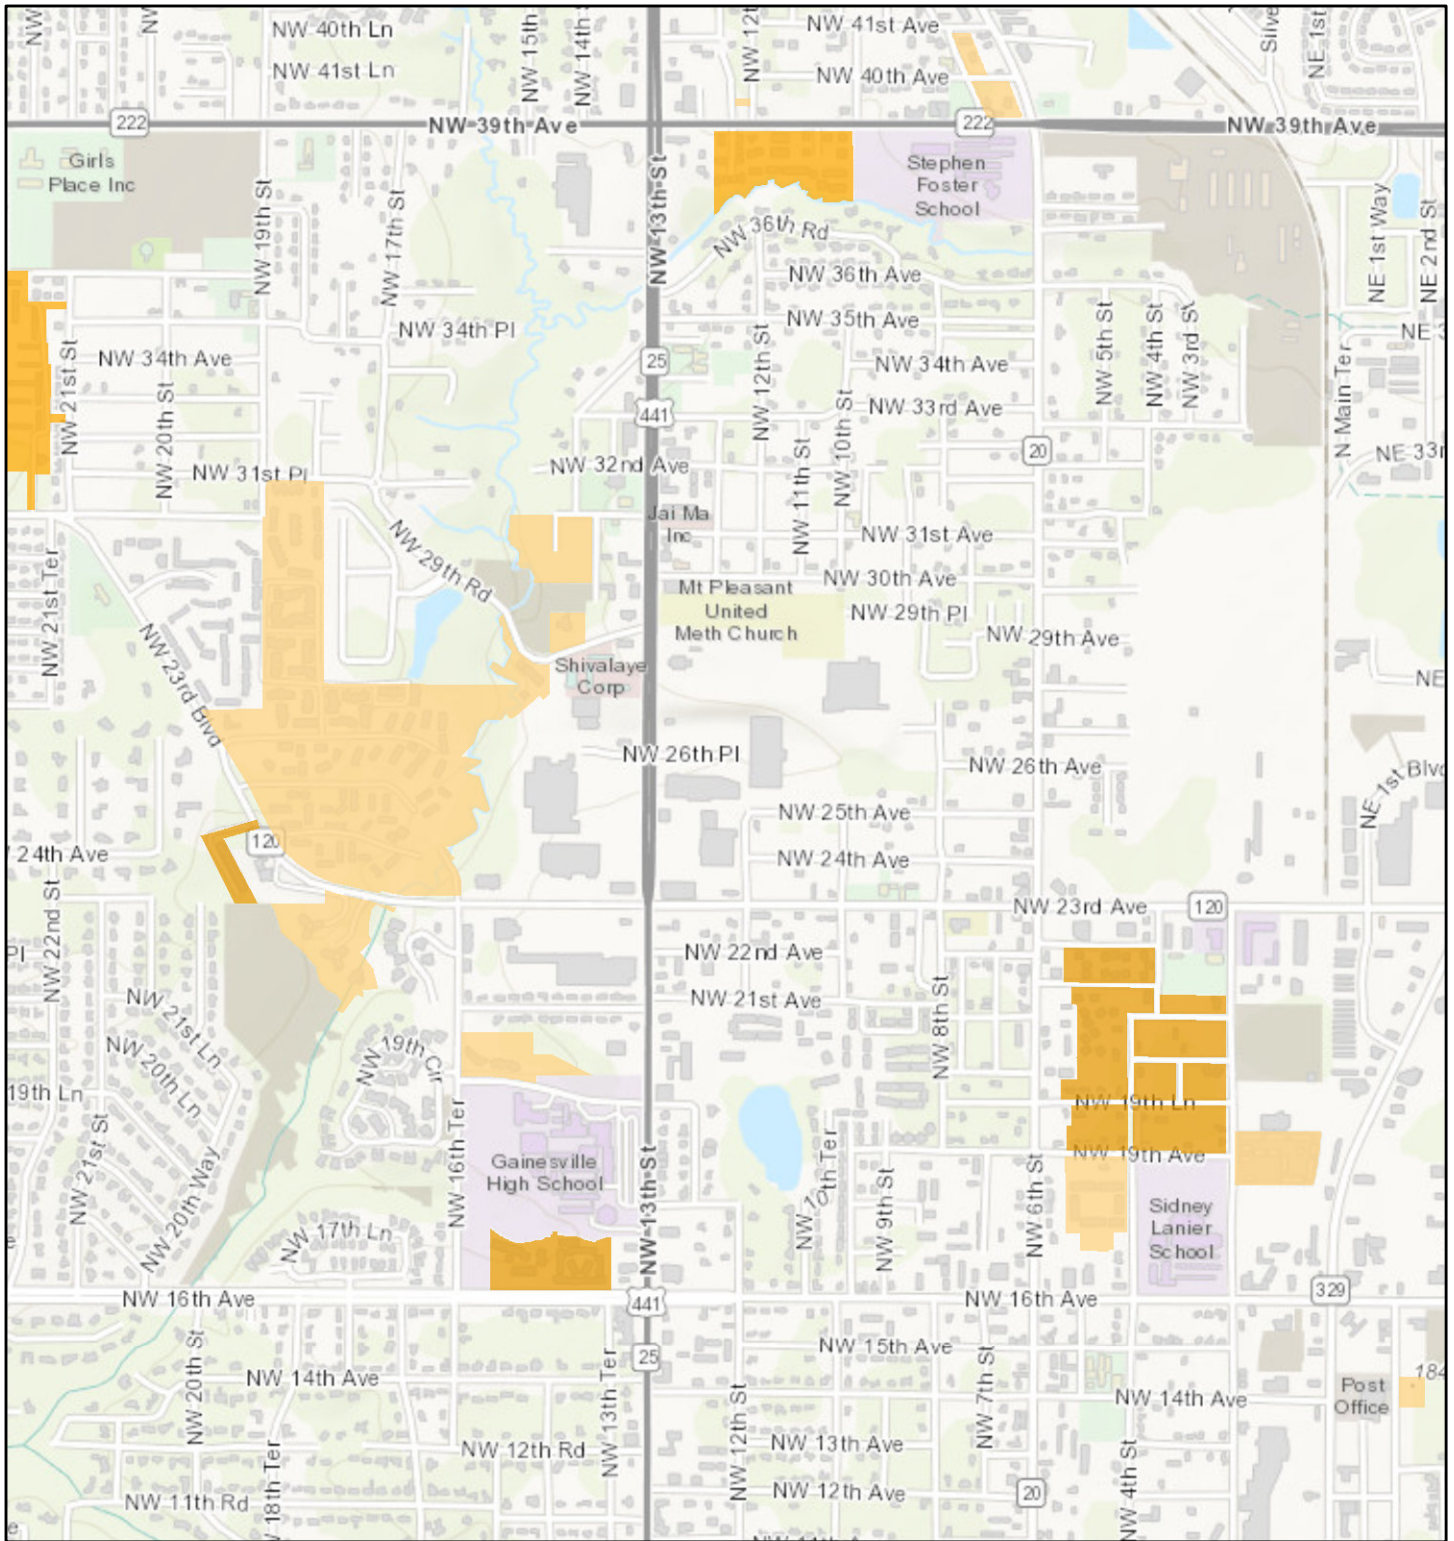 NW 40th Ln
NW 41st Ln
NW 15th
NW 14th S
NW 12t
NW 41st Ave
NW 40th Ave
Slive
NE 1st
NW
NW
222
NW 39th Ave
222
NW 39th Ave
Girls
Place Inc
NW 19th St
NW 17th St
NW 13th St
Stephen
Foster
School
NW 36th Rd
NW 36th Ave
NE 1st Way
NE 2nd St
NW 34th Pl
NW 35th Ave
NE 3
NW 34th Ave
NW 21st St
NW 20th St
25
441
NW 12th St
NW 34th Ave
NW 33rd Ave
NW 10th St
NW 5th St
NW 4th St
NW 3rd St
N Main Ter
NW 31st Pl
NW 32nd Ave
NW 11th St
20
NE 33r
Jai Ma
Inc
NW 31st Ave
NW 21st Ter
NW 29th Rd
NW 30th Ave
Mt Pleasant
United
Meth Church
NW 29th Pl
NW 29th Ave
NW 23rd Blvd
Shivalaye
Corp
NE
NW 26th Pl
NW 26th Ave
NE 1st Blvd
NW 25th Ave
120
24th Ave
NW 24th Ave
NW 22nd St
NW 23rd Ave
120
Pl
NW 22nd Ave
NW 21st Ave
NW 21st Ln
NW 20th Ln
NW 19th Cir
NW 8th St
19th Ln
NW 19th Ln
NW 21st St
NW 20th Way
NW 16th Ter
Gainesville
High School
NW 13th St
NW 10th Ter
NW 9th St
NW 6th St
NW 19th Ave
Sidney
Lanier
School
NW 17th Ln
e
NW 16th Ave
441
NW 16th Ave
329
25
NW 15th Ave
NW 20th St
NW 14th Ave
NW 13th Ter
NW 12th St
NW 7th St
NW 14th Ave
Post
Office
184
NW 12th Rd
NW 13th Ave
NW 18th Ter
NW 11th Rd
NW 12th Ave
20
NW 4th St
e